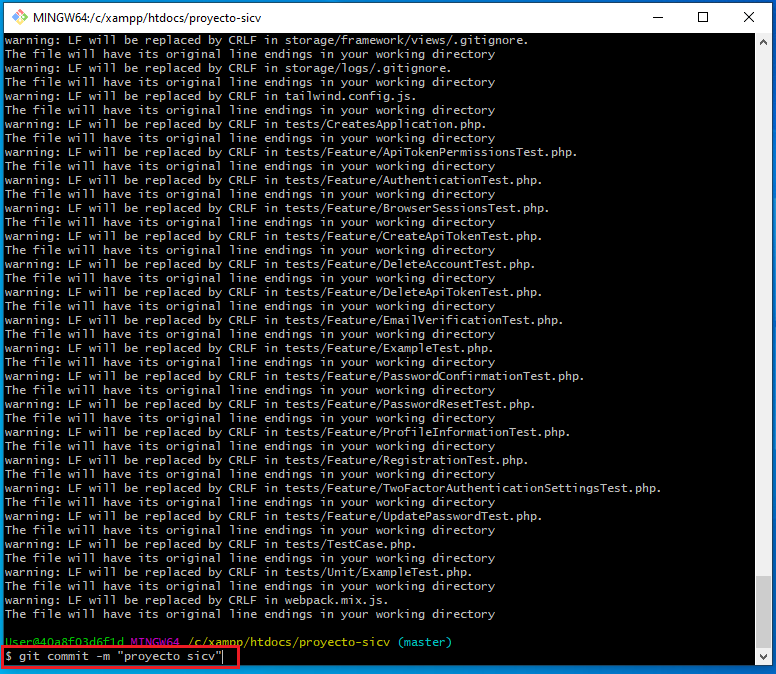 MINGW64:/c/xampp/htdocs/proyecto-sicv
warning: LF will be replaced by CRLF in storage/framework/views/.gitignore.
The file will have its original line endings in your working directory
warning: LF will be replaced by CRLF in storage/logs/.gitignore.
The file will have its original line endings in your working directory
warning: LF will be replaced by CRLF in tailwind.config.js.
The file will have its original line endings in your working directory
warning: LF will be replaced by CRLF in tests/CreatesApplication.php.
The file will have its original line endings in your working directory
warning: LF will be replaced by CRLF in tests/Feature/ApiTokenPermissionsTest.php.
The file will have its original line endings in your working directory
warning: LF will be replaced by CRLF in tests/Feature/AuthenticationTest.php.
The file will have its original line endings in your working directory
warning: LF will be replaced by CRLF in tests/Feature/BrowserSessionsTest.php.
The file will have its original line endings in your working directory
warning: LF will be replaced by CRLF in tests/Feature/CreateApiTokenTest.php.
The file will have its original line endings in your working directory
warning: LF will be replaced by CRLF in tests/Feature/DeleteAccountTest.php.
The file will have its original line endings in your working directory
warning: LF will be replaced by CRLF in tests/Feature/DeleteApiTokenTest.php.
The file will have its original line endings in your working directory
warning: LF will be replaced by CRLF in tests/Feature/EmailVerificationTest.php.
The file will have its original line endings in your working directory
warning: LF will be replaced by CRLF in tests/Feature/ExampleTest.php.
The file will have its original line endings in your working directory
warning: LF will be replaced by CRLF in tests/Feature/PasswordConfirmationTest.php.
The file will have its original line endings in your working directory
warning: LF will be replaced by CRLF in tests/Feature/PasswordResetTest.php.
The file will have its original line endings in your working directory
warning: LF will be replaced by CRLF in tests/Feature/ProfileInformationTest.php.
The file will have its original line endings in your working directory
warning: LF will be replaced by CRLF in tests/Feature/RegistrationTest.php.
The file will have its original line endings in your working directory
warning: LF will be replaced by CRLF in tests/Feature/TwoFactorAuthenticationSettingsTest.php.
The file will have its original line endings in your working directory
warning: LF will be replaced by CRLF in tests/Feature/UpdatePasswordTest.php.
The file will have its original line endings in your working directory
warning: LF will be replaced by CRLF in tests/TestCase.php.
The file will have its original line endings in your working directory
warning: LF will be replaced by CRLF in tests/Unit/ExampleTest.php.
The file will have its original line endings in your working directory
warning: LF will be replaced by CRLF in webpack.mix.js.
The file will have its original line endings in your working directory
User@40a8f03d6f1d MINGW64 /c/xampp/htdocs/proyecto-sicv (master)
$ git commit -m "proyecto sicv"